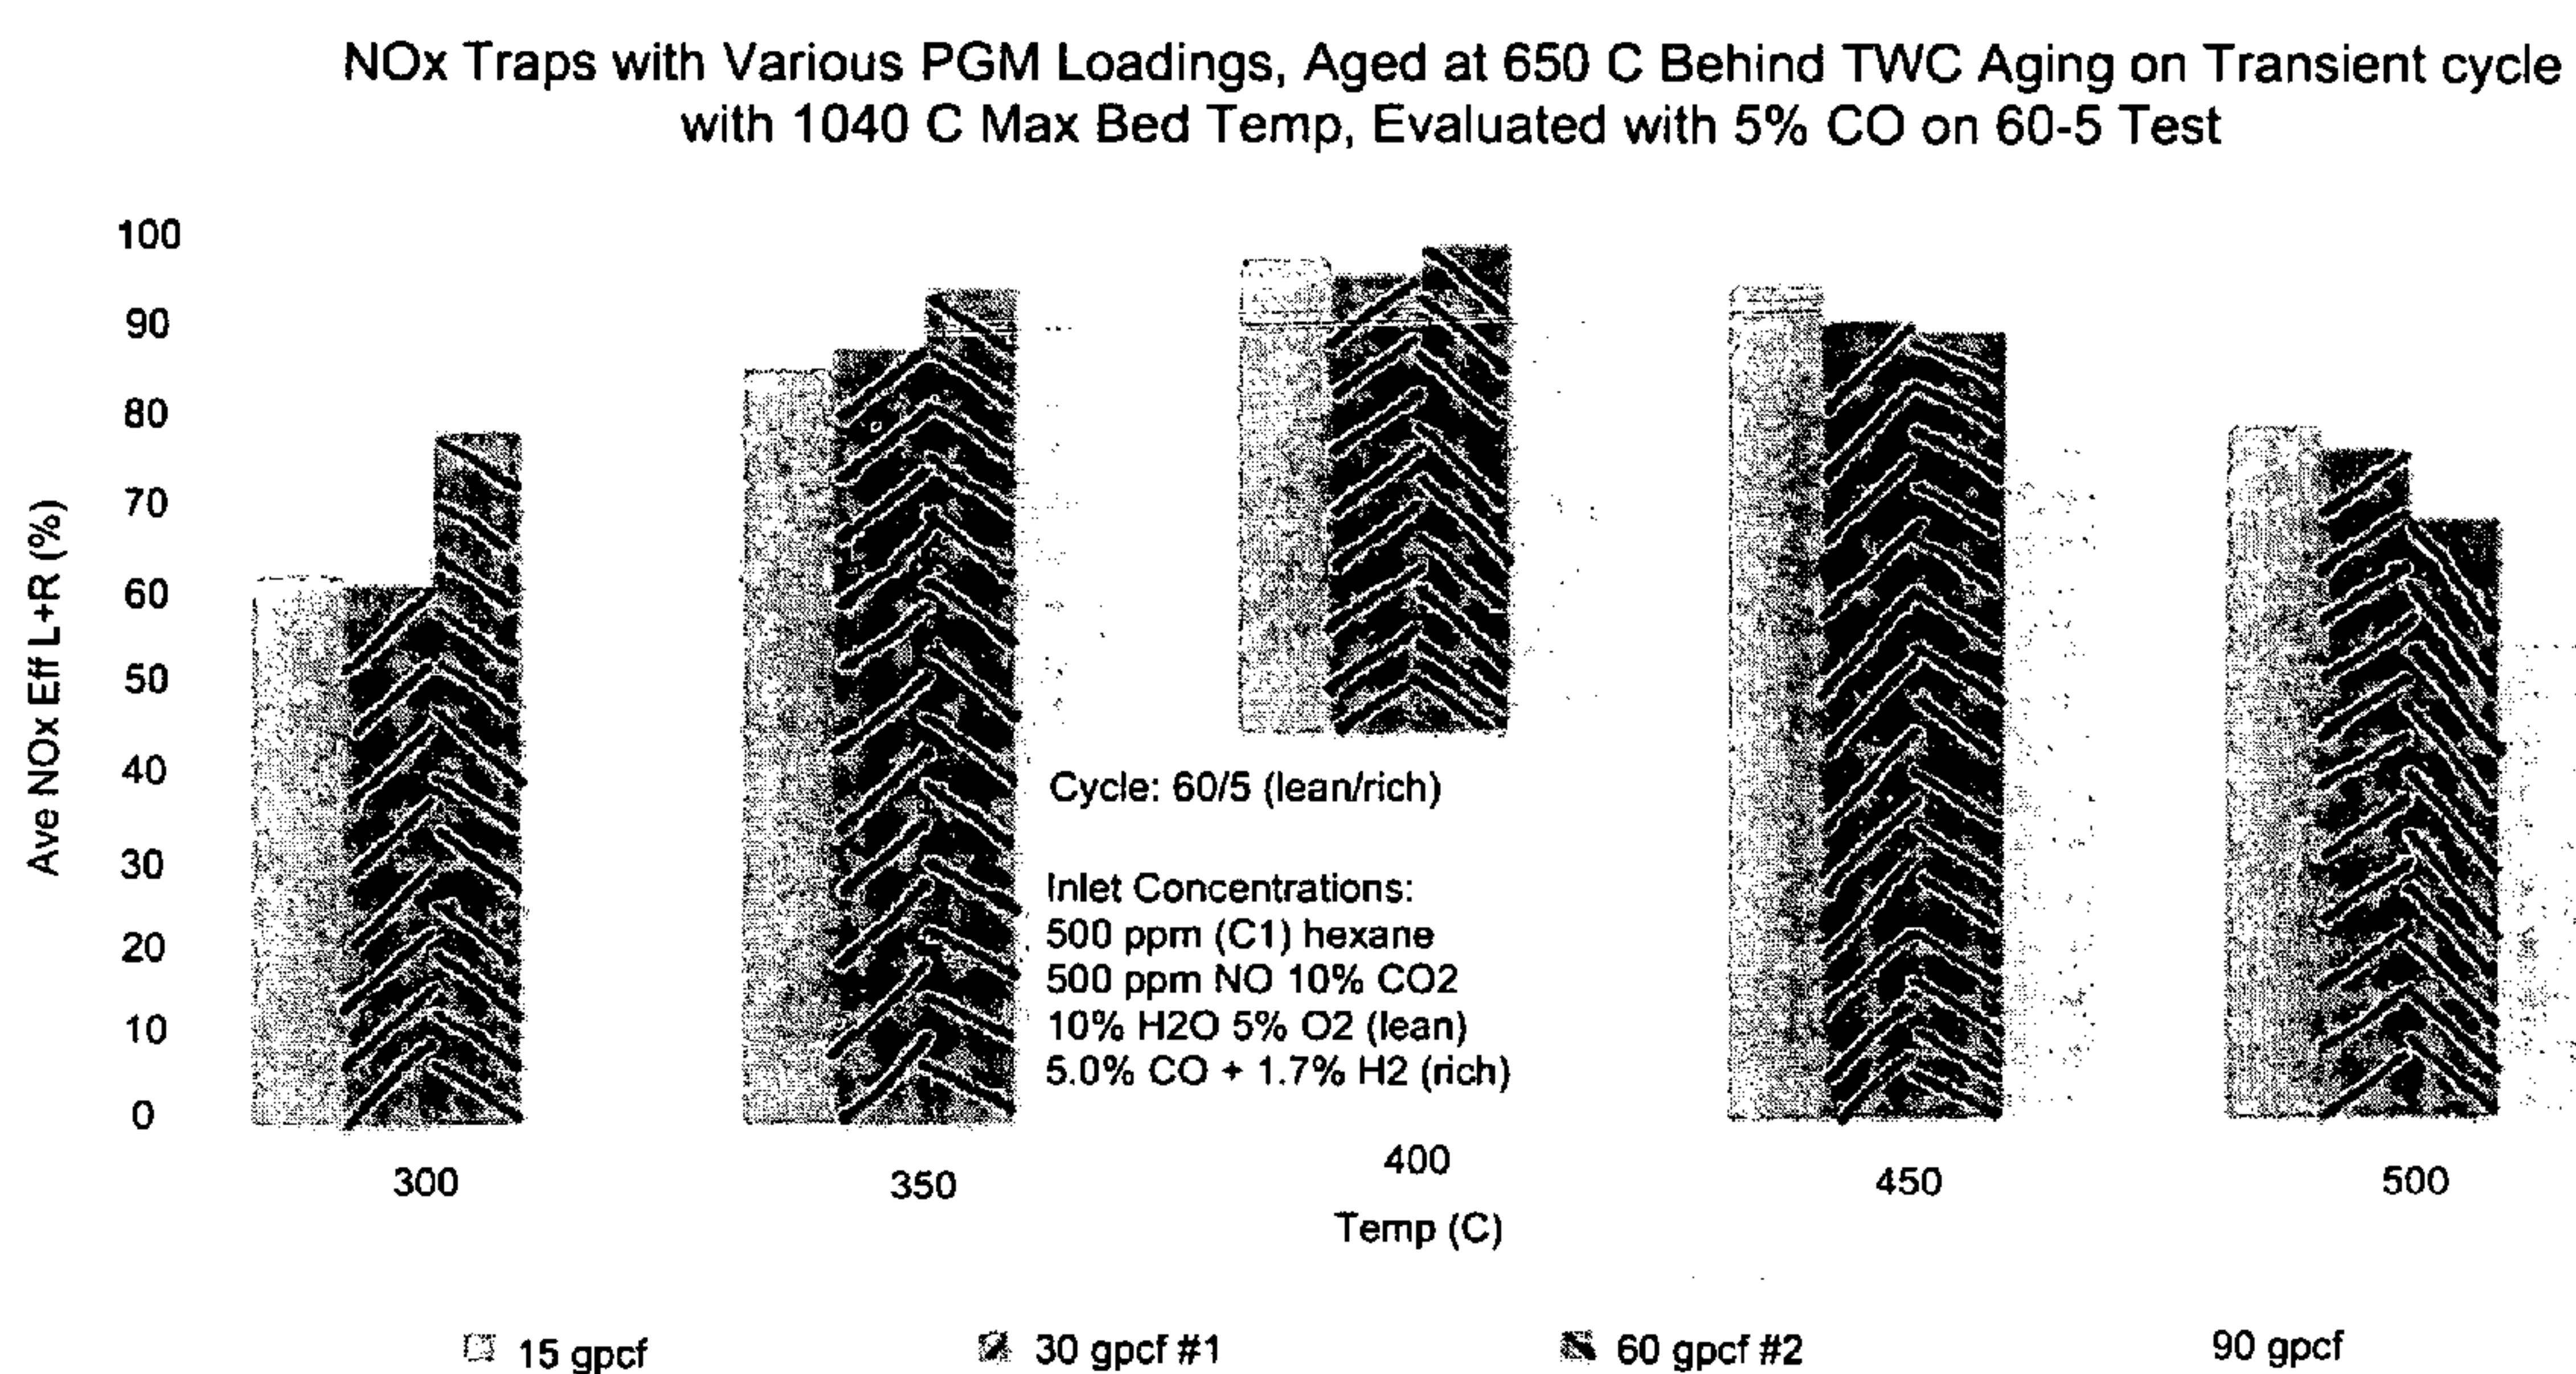 NOx Traps with Various PGM Loadings, Aged at 650 C Behind TWC Aging on Transient cycle
with 1040 C Max Bed Temp, Evaluated with 5% CO on 60-5 Test
Ave NOx Eff L+R (%)
100
90
80
70
60
50
40
30
20
10
0
Cycle: 60/5 (lean/rich)
Inlet Concentrations:
500 ppm (C1) hexane
500 ppm NO 10% CO2
10% H2O 5% O2 (lean)
5.0% CO + 1.7% H2 (rich)
300 350 400 450 500
Temp (C)
15 gpcf 30 gpcf #1 60 gpcf #2 90 gpcf